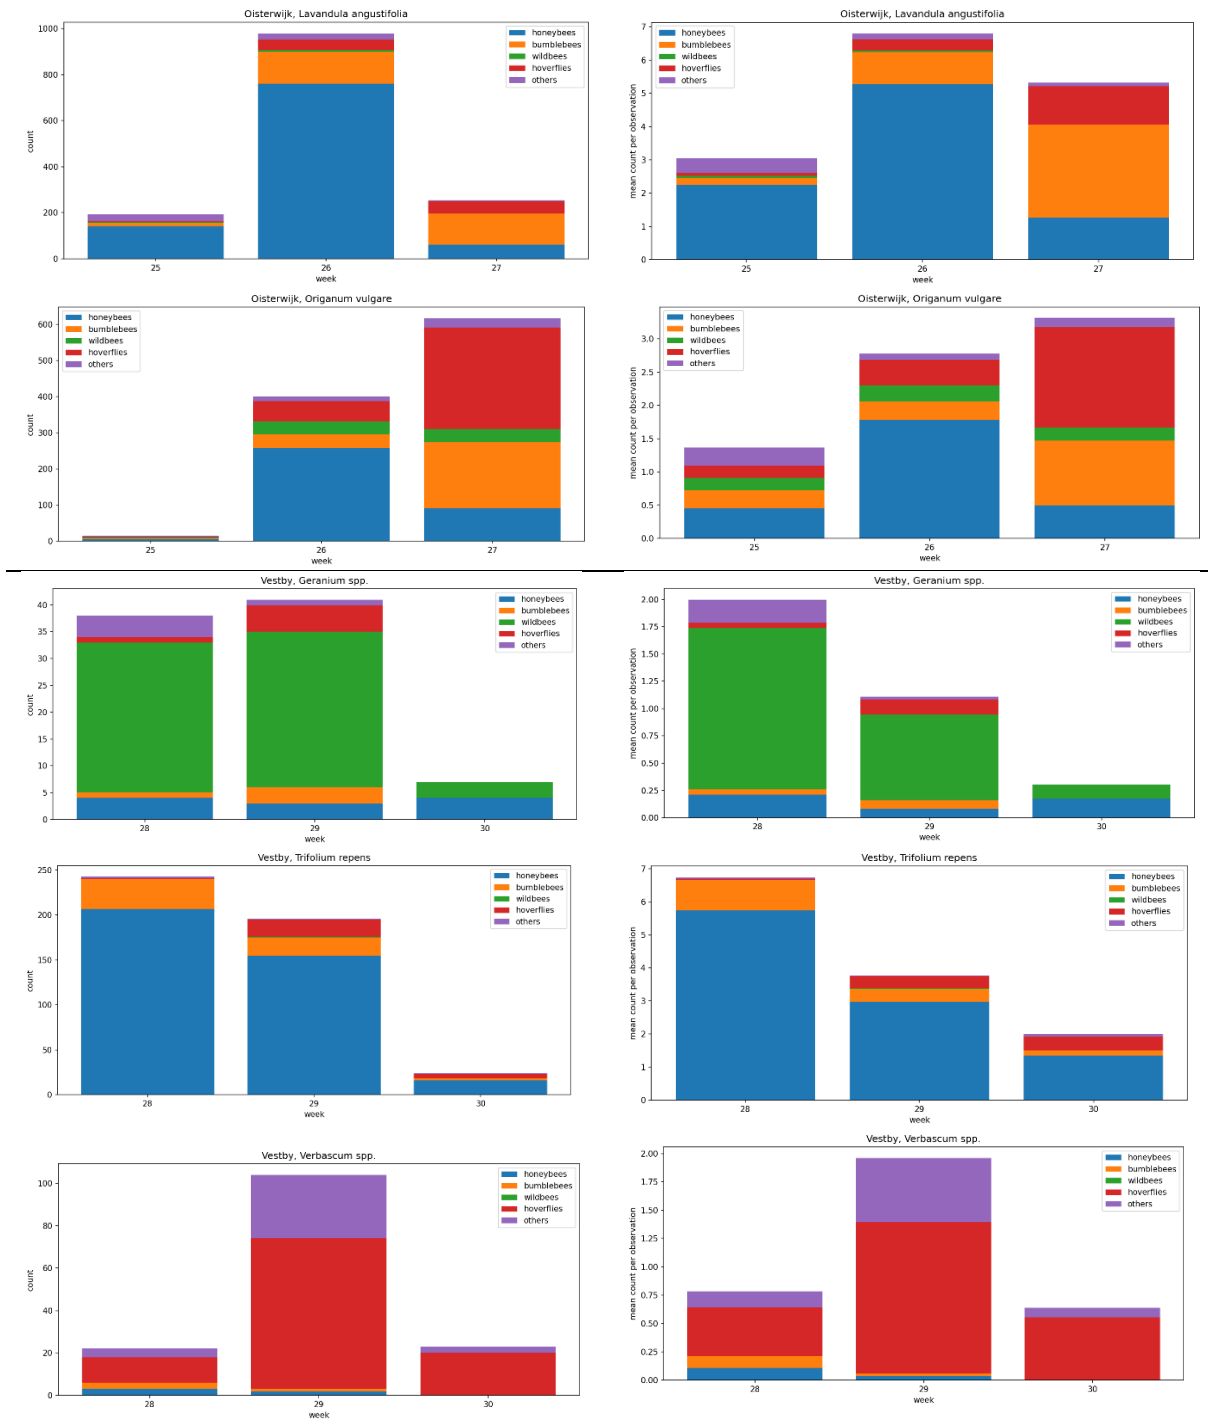 Oisterwijk, Lavandula angustifolia
1000
800
600
400
200
0
count
25
26
27
week
honeybees
bumblebees
wildbees
hoverflies
others
Oisterwijk, Lavandula angustifolia
7
6
5
4
3
2
1
0
mean count per observation
25
26
27
week
honeybees
bumblebees
wildbees
hoverflies
others
Oisterwijk, Origanum vulgare
600
500
400
300
200
100
0
count
25
26
27
week
honeybees
bumblebees
wildbees
hoverflies
others
Oisterwijk, Origanum vulgare
3.0
2.5
2.0
1.5
1.0
0.5
0.0
mean count per observation
25
26
27
week
honeybees
bumblebees
wildbees
hoverflies
others
Vestby, Geranium spp.
40
35
30
25
20
15
10
5
0
count
28
29
30
week
honeybees
bumblebees
wildbees
hoverflies
others
Vestby, Geranium spp.
2.00
1.75
1.50
1.25
1.00
0.75
0.50
0.25
0.00
mean count per observation
28
29
30
week
honeybees
bumblebees
wildbees
hoverflies
others
Vestby, Trifolium repens
250
200
150
100
50
0
count
28
29
30
week
honeybees
bumblebees
wildbees
hoverflies
others
Vestby, Trifolium repens
7
6
5
4
3
2
1
0
mean count per observation
28
29
30
week
honeybees
bumblebees
wildbees
hoverflies
others
Vestby, Verbascum spp.
100
80
60
40
20
0
count
28
29
30
week
honeybees
bumblebees
wildbees
hoverflies
others
Vestby, Verbascum spp.
2.00
1.75
1.50
1.25
1.00
0.75
0.50
0.25
0.00
mean count per observation
28
29
30
week
honeybees
bumblebees
wildbees
hoverflies
others